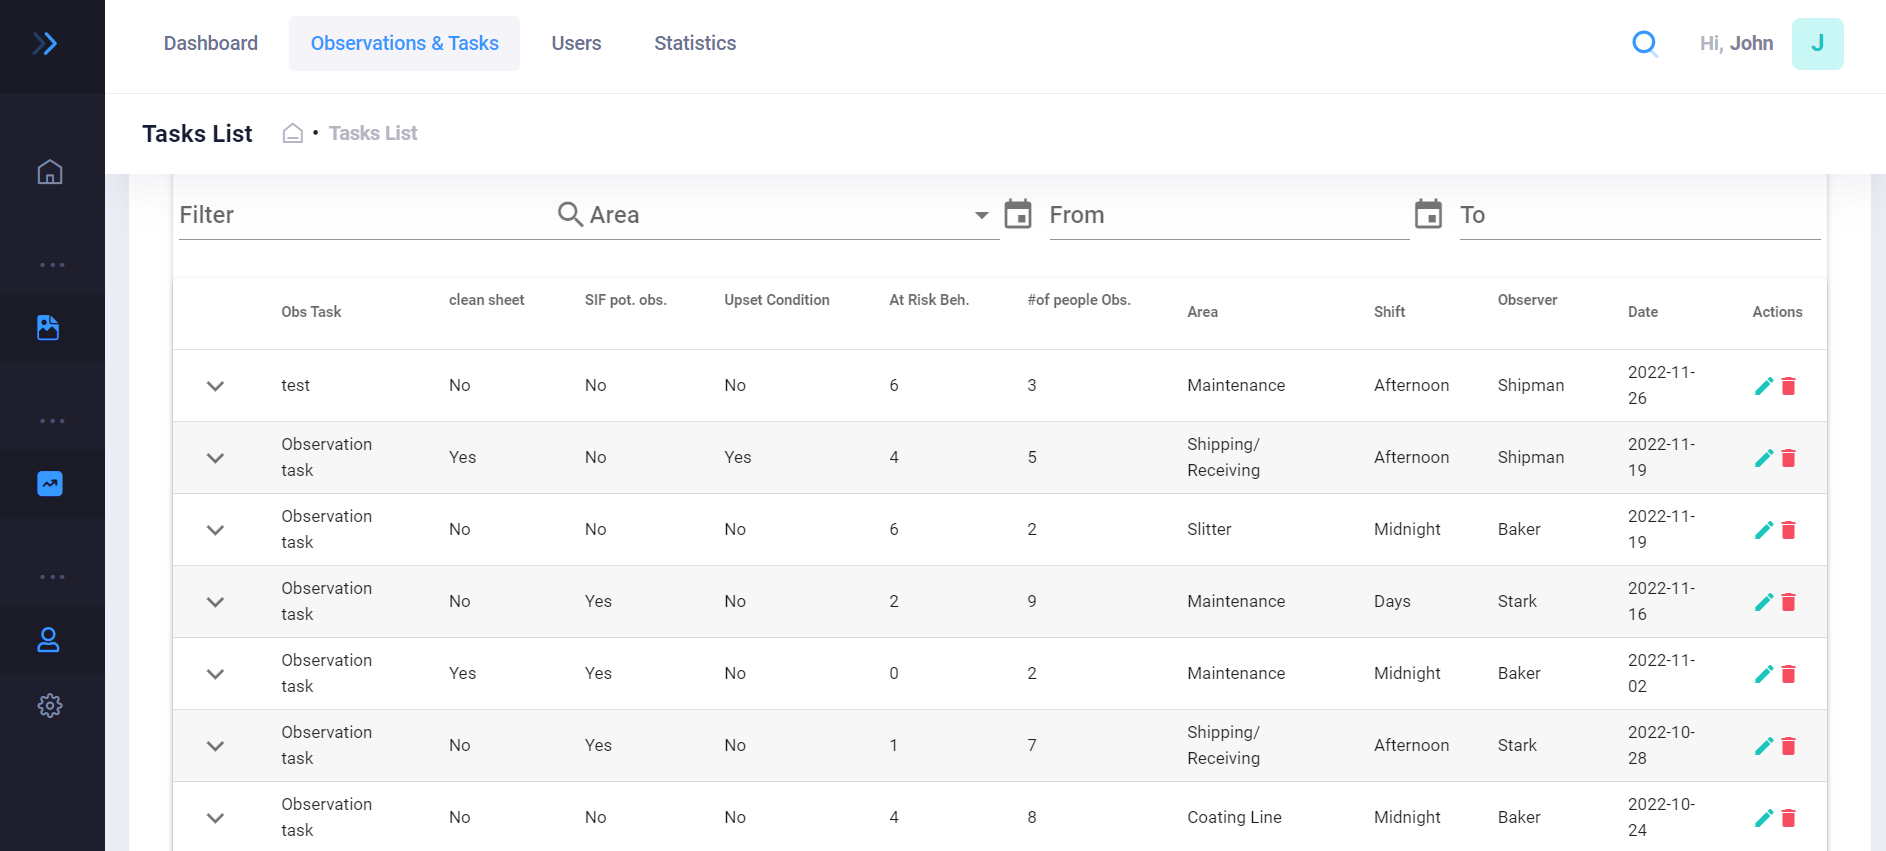 Dashboard Observations & Tasks Users Statistics Hi, John J
Tasks List • Tasks List
Filter Area From To
Obs Task clean sheet SIF pot. obs. Upset Condition At Risk Beh. #of people Obs. Area Shift Observer Date Actions
test No No No 6 3 Maintenance Afternoon Shipman 2022-11-
26
Observation Shipping/ 2022-11-
task Yes No Yes 4 5 Receiving Afternoon Shipman 19
Observation 2022-11-
task No No No 6 2 Slitter Midnight Baker 19
Observation 2022-11-
task No Yes No 2 9 Maintenance Days Stark 16
Observation 2022-11-
task Yes Yes No 0 2 Maintenance Midnight Baker 02
Observation Shipping/ 2022-10-
task No Yes No 1 7 Receiving Afternoon Stark 28
Observation 2022-10-
task No No No 4 8 Coating Line Midnight Baker 24